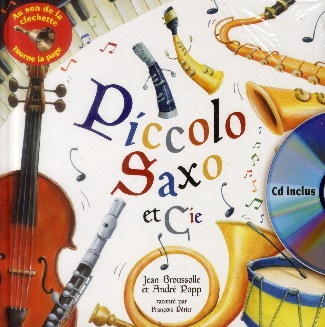 Au son de la
clochette
tourne la page
Piccolo
Saxo
et Cie
Cd inclus
Jean Broussolle
et André Popp
raconté par
François Périer